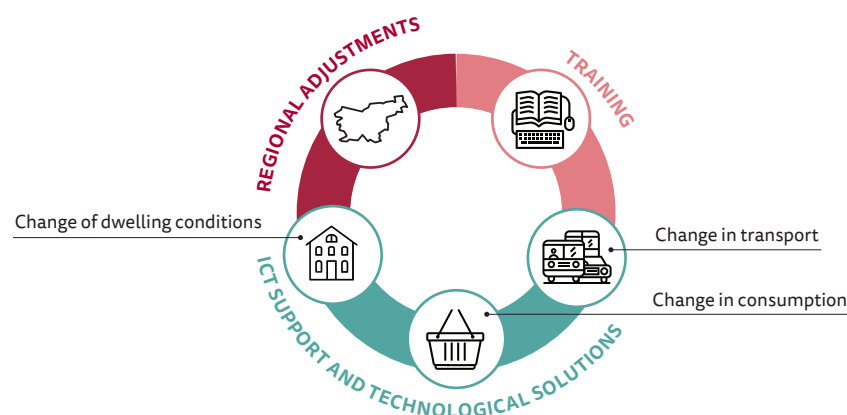 REGIONAL ADJUSTMENTS
TRAINING
Change of dwelling conditions
Change in transport
Change in consumption
ICT SUPPORT AND TECHNOLOGICAL SOLUTIONS